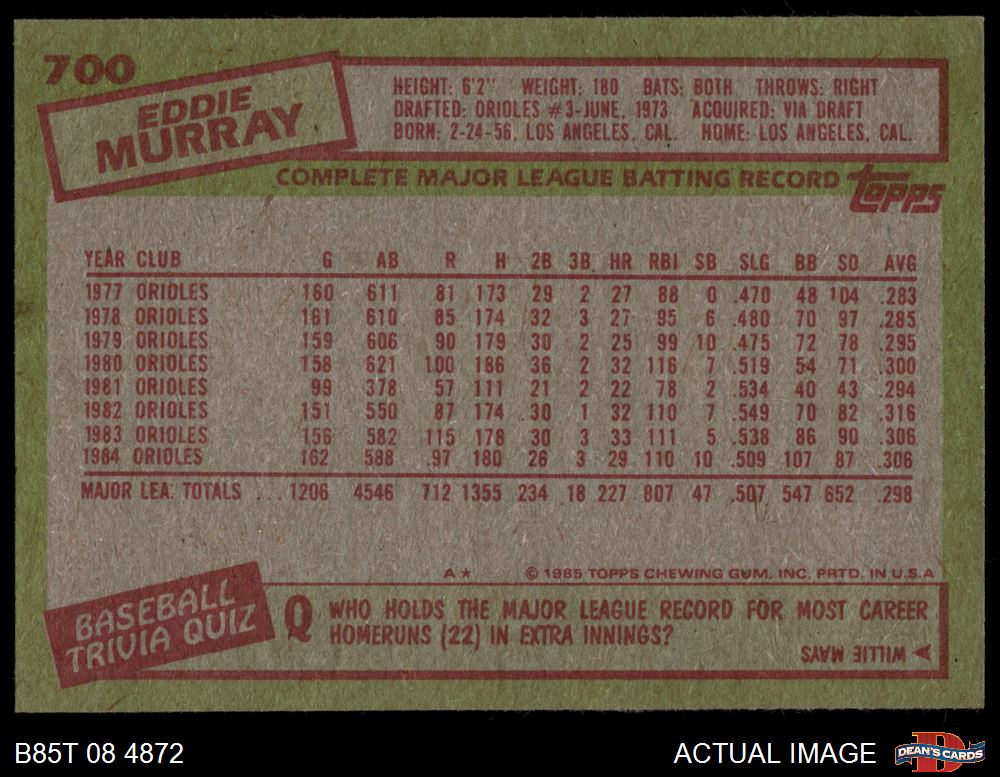 700
EDDIE
MURRAY
HEIGHT: 6'2" WEIGHT: 180 BATS: BOTH THROWS: RIGHT
DRAFTED: ORIOLES #3-JUNE, 1973 ACQUIRED: VIA DRAFT
BORN: 2-24-56, LOS ANGELES, CAL. HOME: LOS ANGELES, CAL.
COMPLETE MAJOR LEAGUE BATTING RECORD topps
YEAR CLUB G AB R H 2B 3B HR RBI SB SLG BB SO AVG
1977 ORIOLES 160 611 81 173 29 2 27 88 0 .470 48 104 .283
1978 ORIOLES 161 610 85 174 32 3 27 95 6 .480 70 97 .285
1979 ORIOLES 159 606 90 179 30 2 25 99 10 .475 72 78 .295
1980 ORIOLES 158 621 100 186 36 2 32 116 7 .519 54 71 .300
1981 ORIOLES 99 378 57 111 21 2 22 78 2 .534 40 43 .294
1982 ORIOLES 151 550 87 174 30 1 32 110 7 .549 70 82 .316
1983 ORIOLES 156 582 115 178 30 3 33 111 5 .538 86 90 .306
1984 ORIOLES 162 588 97 180 26 3 29 110 10 .509 107 87 .306
MAJOR LEA. TOTALS ... 1206 4546 712 1355 234 18 227 807 47 .507 547 652 .298
A★ © 1985 TOPPS CHEWING GUM, INC. PRTD. IN U.S.A
BASEBALL
TRIVIA QUIZ
Q WHO HOLDS THE MAJOR LEAGUE RECORD FOR MOST CAREER
HOMERUNS (22) IN EXTRA INNINGS?
A WILLIE MAYS
B85T 08 4872
ACTUAL IMAGE
D
DEAN'S CARDS